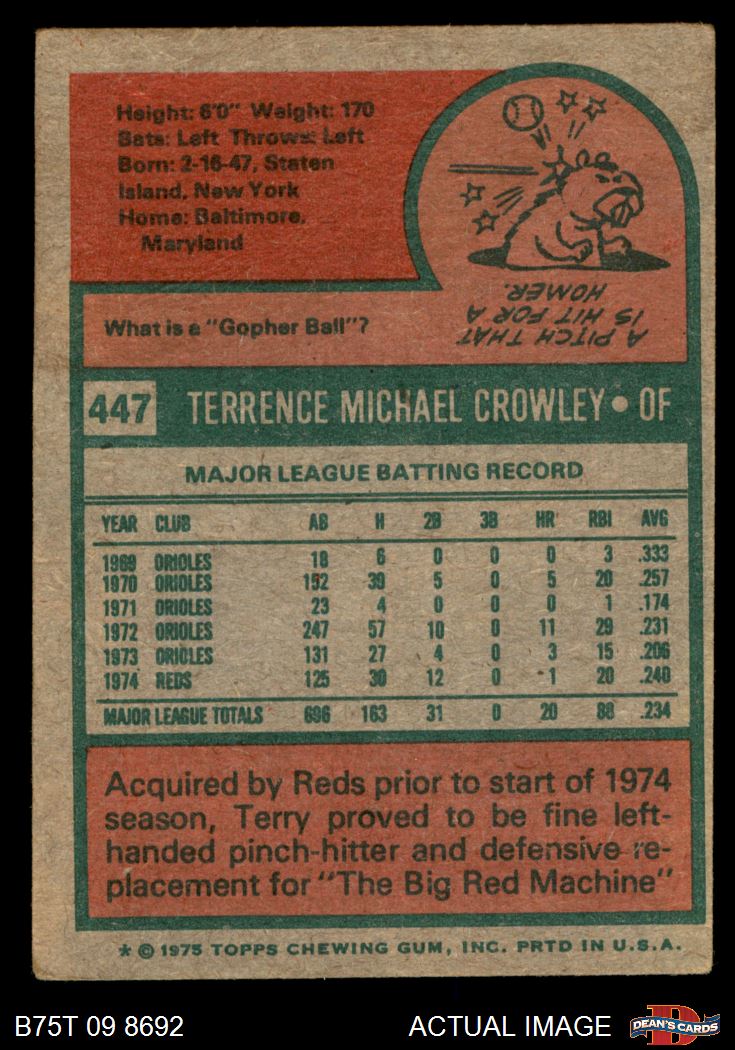 Height: 6'0" Weight: 170
Bats: Left Throws: Left
Born: 2-16-47, Staten
Island, New York
Home: Baltimore,
Maryland
What is a "Gopher Ball"?
A PITCH THAT
IS HIT FOR A
HOMER.
447 TERRENCE MICHAEL CROWLEY • OF
MAJOR LEAGUE BATTING RECORD
YEAR CLUB AB H 2B 3B HR RBI AVG
1969 ORIOLES 18 6 0 0 0 3 .333
1970 ORIOLES 152 39 5 0 5 20 .257
1971 ORIOLES 23 4 0 0 0 1 .174
1972 ORIOLES 247 57 10 0 11 29 .231
1973 ORIOLES 131 27 4 0 3 15 .206
1974 REDS 125 30 12 0 1 20 .240
MAJOR LEAGUE TOTALS 696 163 31 0 20 88 .234
Acquired by Reds prior to start of 1974
season, Terry proved to be fine left-
handed pinch-hitter and defensive re-
placement for "The Big Red Machine"
* © 1975 TOPPS CHEWING GUM, INC. PRTD IN U.S.A.
B75T 09 8692 ACTUAL IMAGE DEAN'S CARDS